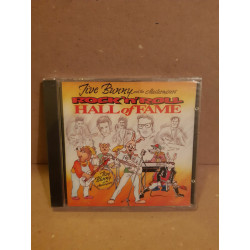 Jive Bunny and the Mastermixers
ROCK 'N' ROLL
HALL of FAME